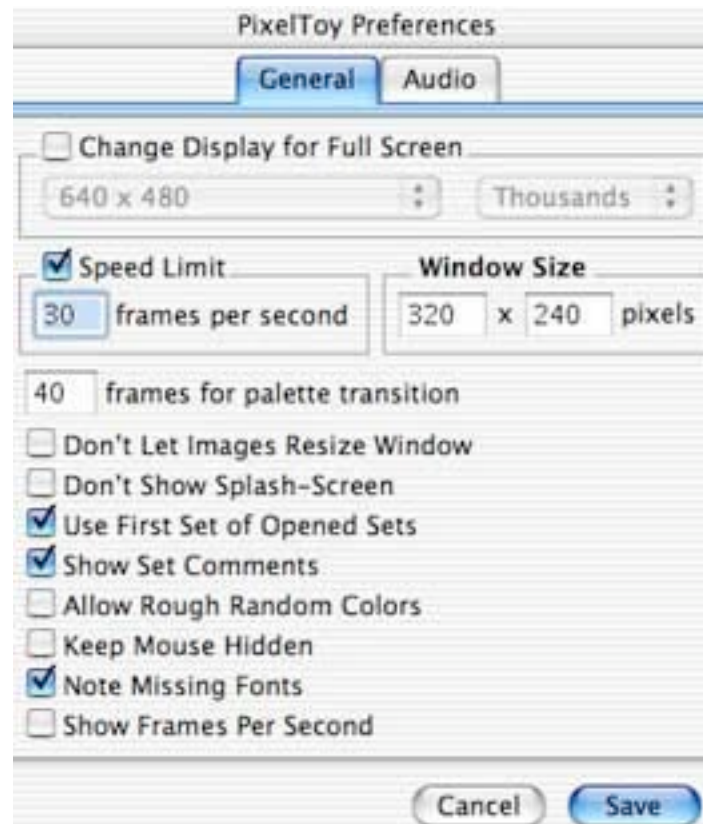 PixelToy Preferences
General Audio
Change Display for Full Screen
640 x 480 Thousands
Speed Limit Window Size
30 frames per second 320 x 240 pixels
40 frames for palette transition
Don't Let Images Resize Window
Don't Show Splash-Screen
Use First Set of Opened Sets
Show Set Comments
Allow Rough Random Colors
Keep Mouse Hidden
Note Missing Fonts
Show Frames Per Second
Cancel Save